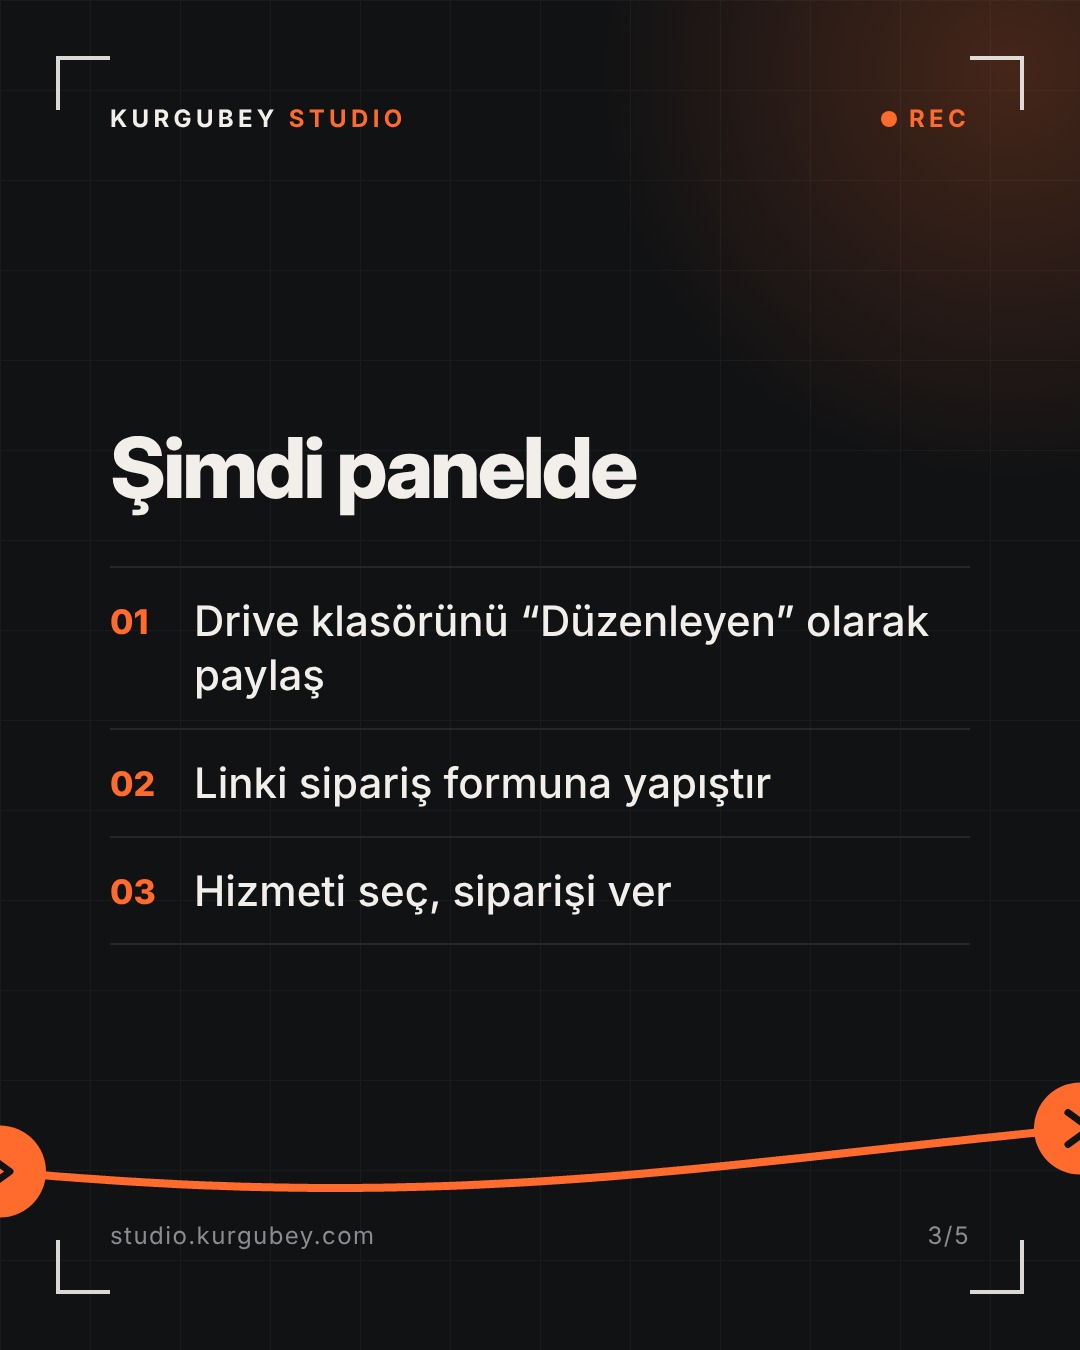 KURGUBEY STUDIO
REC
Şimdi panelde
01 Drive klasörünü “Düzenleyen” olarak
paylaş
02 Linki sipariş formuna yapıştır
03 Hizmeti seç, siparişi ver
studio.kurgubey.com
3/5